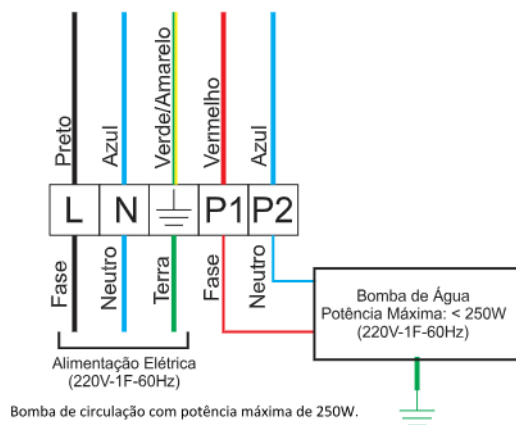 Preto
Azul
Verde/Amarelo
Vermelho
Azul
L N P1 P2
Fase
Neutro
Terra
Fase
Neutro
Bomba de Água
Potência Máxima: < 250W
(220V-1F-60Hz)
Alimentação Elétrica
(220V-1F-60Hz)
Bomba de circulação com potência máxima de 250W.